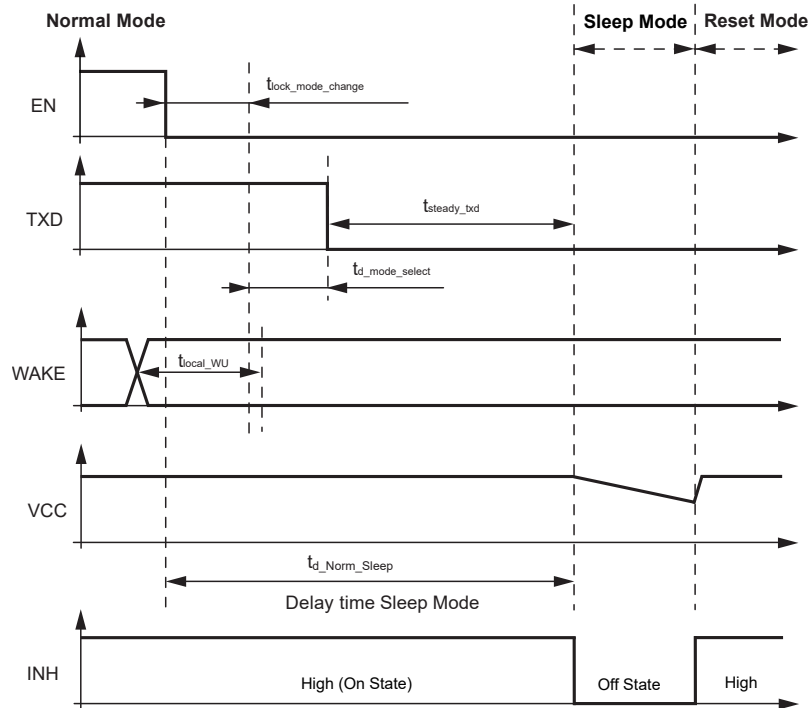 Normal Mode
Sleep Mode
Reset Mode
EN
tlock_mode_change
TXD
tsteady_txd
td_mode_select
WAKE
tlocal_WU
VCC
td_Norm_Sleep
Delay time Sleep Mode
INH
High (On State)
Off State
High